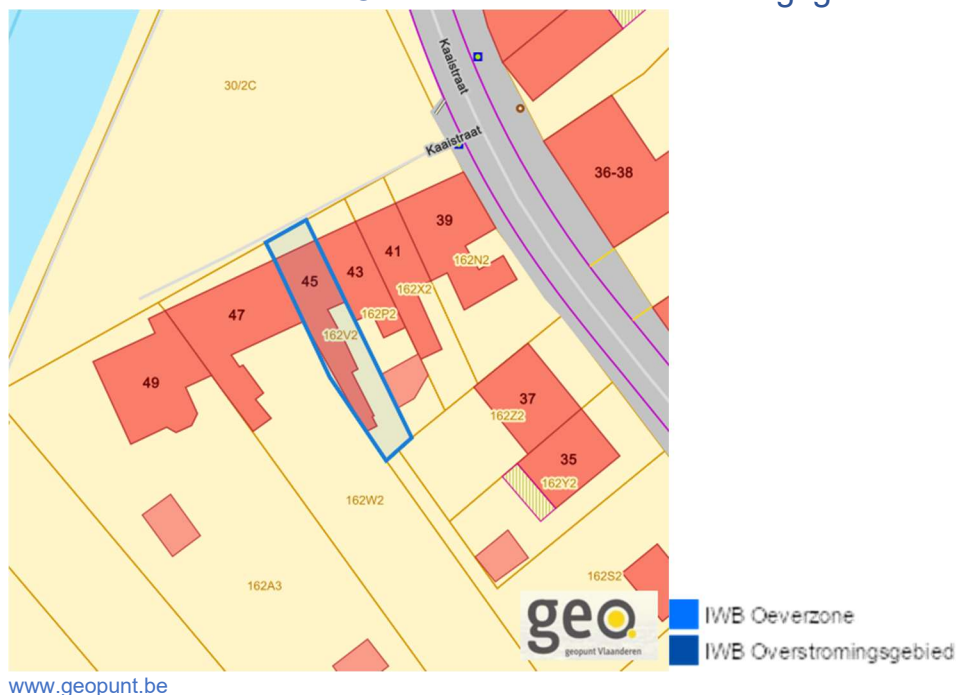 Kaaistraat
30/2C
Kaaistraat
36-38
39
41
162N2
43
45
162X2
47
162P2
162V2
49
37
162Z2
35
162Y2
162W2
162A3
162S2
geo
geopunt Vlaanderen
IWB Oeverzone
IWB Overstromingsgebied
www.geopunt.be